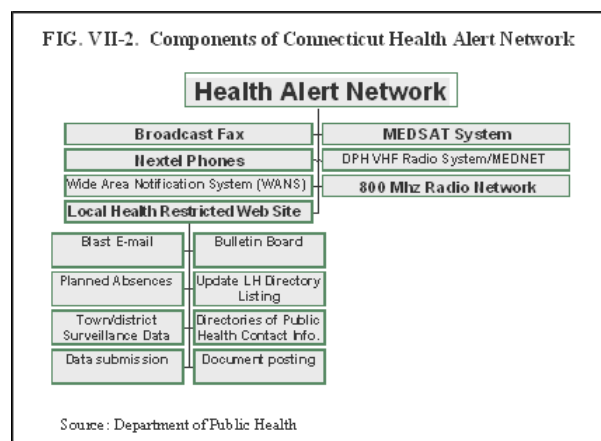 FIG. VII-2. Components of Connecticut Health Alert Network
Health Alert Network
Broadcast Fax
MEDSAT System
Nextel Phones
DPH VHF Radio System/MEDNET
Wide Area Notification System (WANS)
800 Mhz Radio Network
Local Health Restricted Web Site
Blast E-mail
Bulletin Board
Planned Absences
Update LH Directory
Listing
Town/district
Surveillance Data
Directories of Public
Health Contact Info.
Data submission
Document posting
Source: Department of Public Health